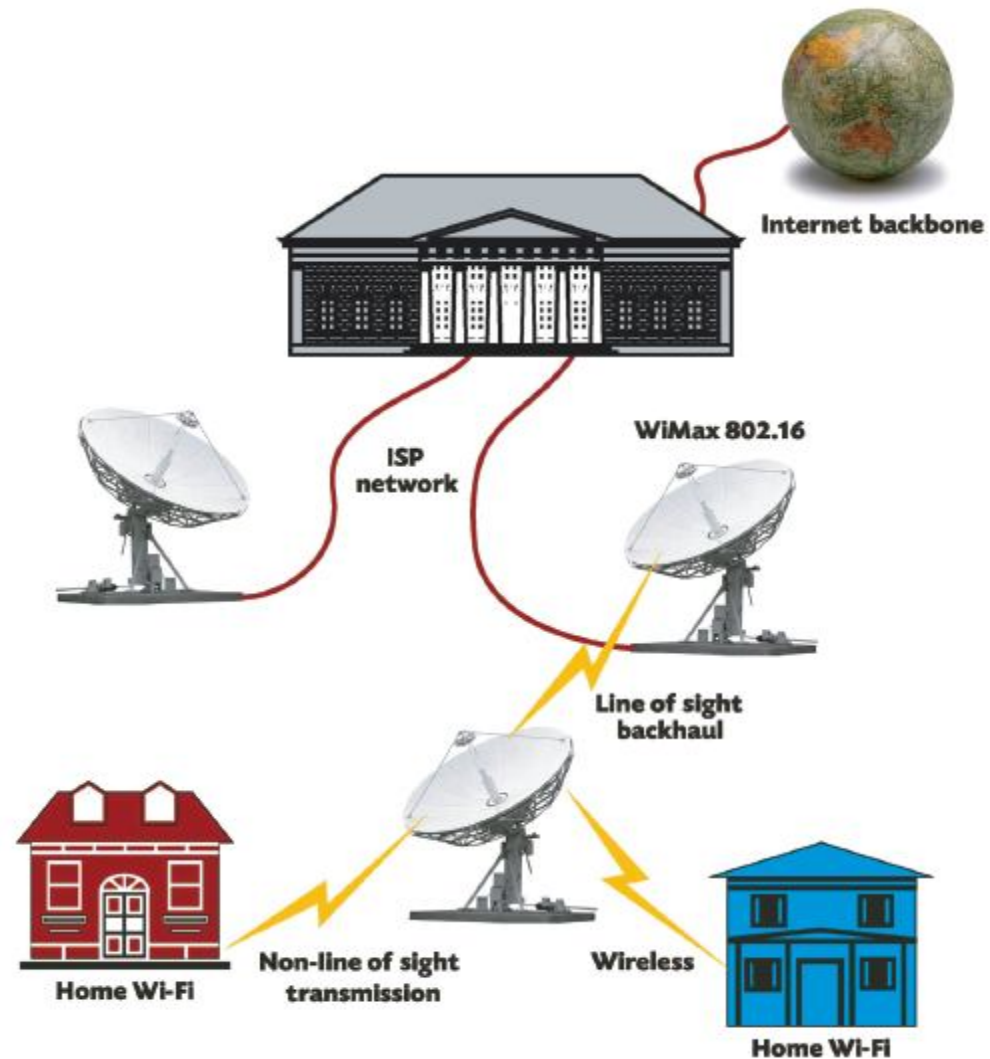 Internet backbone
WiMax 802.16
ISP
network
Line of sight
backhaul
Non-line of sight
transmission
Wireless
Home Wi-Fi
Home Wi-Fi